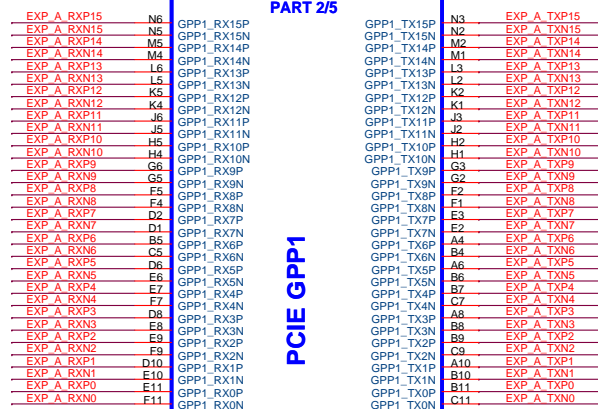 PART 2/5
EXP_A_RXP15 N6 GPP1_RX15P GPP1_TX15P N3 EXP_A_TXP15
EXP_A_RXN15 N5 GPP1_RX15N GPP1_TX15N N2 EXP_A_TXN15
EXP_A_RXP14 M5 GPP1_RX14P GPP1_TX14P M2 EXP_A_TXP14
EXP_A_RXN14 M4 GPP1_RX14N GPP1_TX14N M1 EXP_A_TXN14
EXP_A_RXP13 L6 GPP1_RX13P GPP1_TX13P L3 EXP_A_TXP13
EXP_A_RXN13 L5 GPP1_RX13N GPP1_TX13N L2 EXP_A_TXN13
EXP_A_RXP12 K5 GPP1_RX12P GPP1_TX12P K2 EXP_A_TXP12
EXP_A_RXN12 K4 GPP1_RX12N GPP1_TX12N K1 EXP_A_TXN12
EXP_A_RXP11 J6 GPP1_RX11P GPP1_TX11P J3 EXP_A_TXP11
EXP_A_RXN11 J5 GPP1_RX11N GPP1_TX11N J2 EXP_A_TXN11
EXP_A_RXP10 H5 GPP1_RX10P GPP1_TX10P H2 EXP_A_TXP10
EXP_A_RXN10 H4 GPP1_RX10N GPP1_TX10N H1 EXP_A_TXN10
EXP_A_RXP9 G6 GPP1_RX9P GPP1_TX9P G3 EXP_A_TXP9
EXP_A_RXN9 G5 GPP1_RX9N GPP1_TX9N G2 EXP_A_TXN9
EXP_A_RXP8 F5 GPP1_RX8P GPP1_TX8P F2 EXP_A_TXP8
EXP_A_RXN8 F4 GPP1_RX8N GPP1_TX8N F1 EXP_A_TXN8
EXP_A_RXP7 D2 GPP1_RX7P GPP1_TX7P E3 EXP_A_TXP7
EXP_A_RXN7 D1 GPP1_RX7N GPP1_TX7N E2 EXP_A_TXN7
EXP_A_RXP6 B5 GPP1_RX6P GPP1_TX6P A4 EXP_A_TXP6
EXP_A_RXN6 C5 GPP1_RX6N GPP1_TX6N B4 EXP_A_TXN6
EXP_A_RXP5 D6 GPP1_RX5P GPP1_TX5P A6 EXP_A_TXP5
EXP_A_RXN5 E6 GPP1_RX5N GPP1_TX5N B6 EXP_A_TXN5
EXP_A_RXP4 E7 GPP1_RX4P GPP1_TX4P B7 EXP_A_TXP4
EXP_A_RXN4 F7 GPP1_RX4N GPP1_TX4N C7 EXP_A_TXN4
EXP_A_RXP3 D8 GPP1_RX3P GPP1_TX3P A8 EXP_A_TXP3
EXP_A_RXN3 E8 GPP1_RX3N GPP1_TX3N B8 EXP_A_TXN3
EXP_A_RXP2 E9 GPP1_RX2P GPP1_TX2P B9 EXP_A_TXP2
EXP_A_RXN2 F9 GPP1_RX2N GPP1_TX2N C9 EXP_A_TXN2
EXP_A_RXP1 D10 GPP1_RX1P GPP1_TX1P A10 EXP_A_TXP1
EXP_A_RXN1 E10 GPP1_RX1N GPP1_TX1N B10 EXP_A_TXN1
EXP_A_RXP0 E11 GPP1_RX0P GPP1_TX0P B11 EXP_A_TXP0
EXP_A_RXN0 F11 GPP1_RX0N GPP1_TX0N C11 EXP_A_TXN0
PCIE GPP1